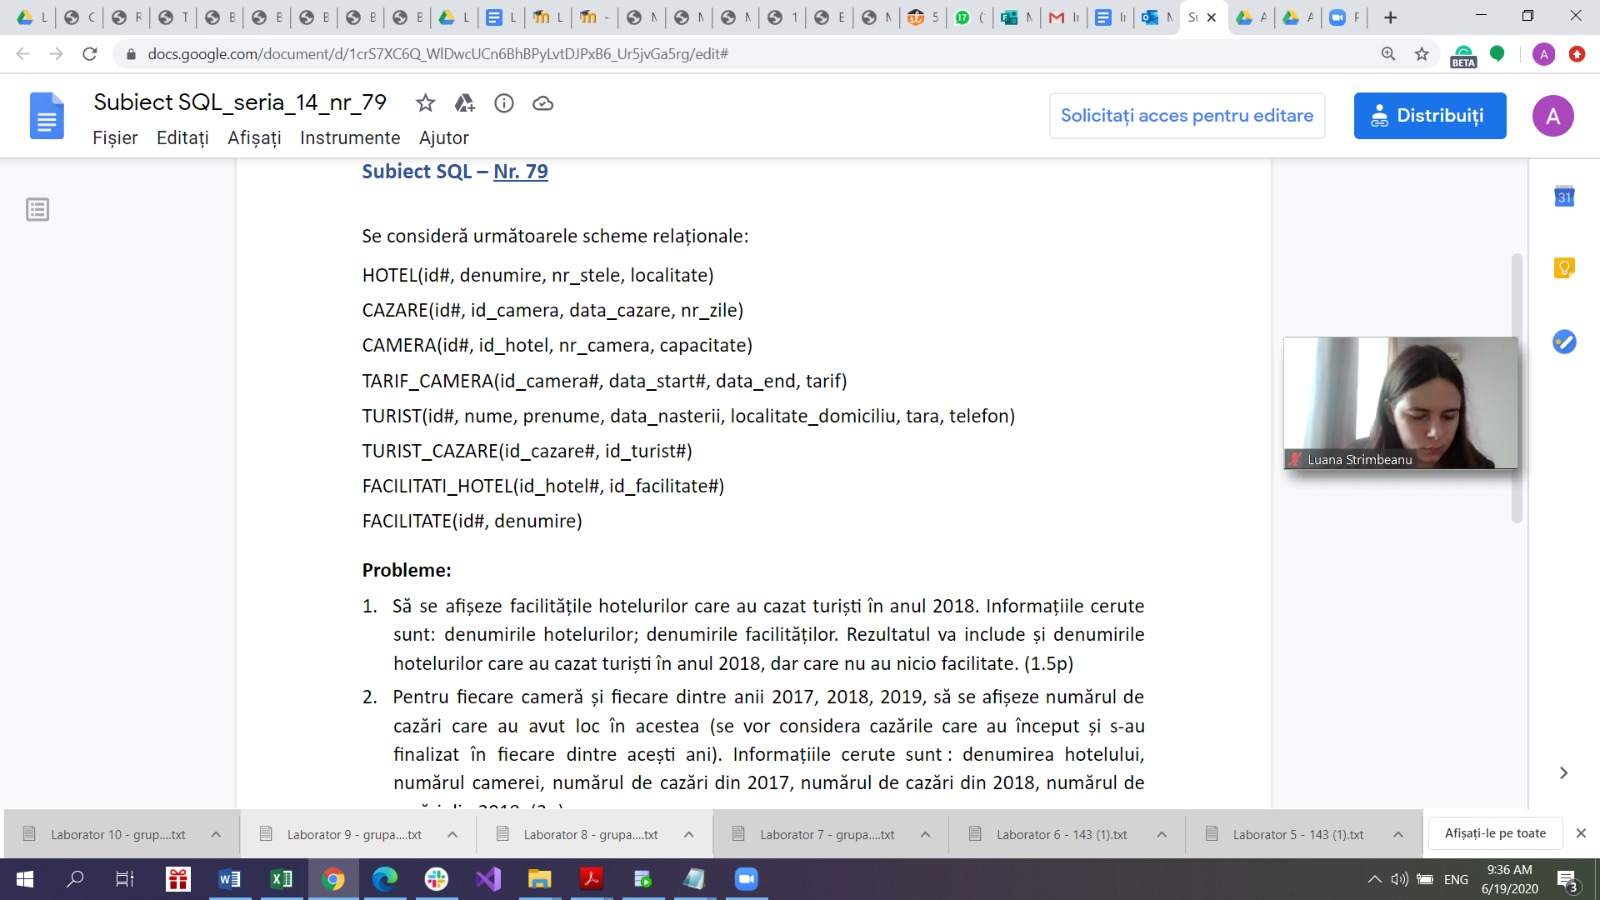 docs.google.com/document/d/1crS7XC6Q_WlDwcUCn6BhBPyLvtDJPxB6_Ur5jvGa5rg/edit#
BETA
A
Subiect SQL_seria_14_nr_79
Fișier Editați Afișați Instrumente Ajutor
Solicitați acces pentru editare
Distribuiți
A
Subiect SQL – Nr. 79
31
Se consideră următoarele scheme relaționale:
HOTEL(id#, denumire, nr_stele, localitate)
CAZARE(id#, id_camera, data_cazare, nr_zile)
CAMERA(id#, id_hotel, nr_camera, capacitate)
TARIF_CAMERA(id_camera#, data_start#, data_end, tarif)
TURIST(id#, nume, prenume, data_nasterii, localitate_domiciliu, tara, telefon)
TURIST_CAZARE(id_cazare#, id_turist#)
Luana Strimbeanu
FACILITATI_HOTEL(id_hotel#, id_facilitate#)
FACILITATE(id#, denumire)
Probleme:
1. Să se afișeze facilitățile hotelurilor care au cazat turiști în anul 2018. Informațiile cerute
sunt: denumirile hotelurilor; denumirile facilităților. Rezultatul va include și denumirile
hotelurilor care au cazat turiști în anul 2018, dar care nu au nicio facilitate. (1.5p)
2. Pentru fiecare cameră și fiecare dintre anii 2017, 2018, 2019, să se afișeze numărul de
cazări care au avut loc în acestea (se vor considera cazările care au început și s-au
finalizat în fiecare dintre acești ani). Informațiile cerute sunt : denumirea hotelului,
numărul camerei, numărul de cazări din 2017, numărul de cazări din 2018, numărul de
Laborator 10 - grup....txt
Laborator 9 - grupa....txt
Laborator 8 - grupa....txt
Laborator 7 - grupa....txt
Laborator 6 - 143 (1).txt
Laborator 5 - 143 (1).txt
Afișați-le pe toate
ENG
9:36 AM
6/19/2020
3